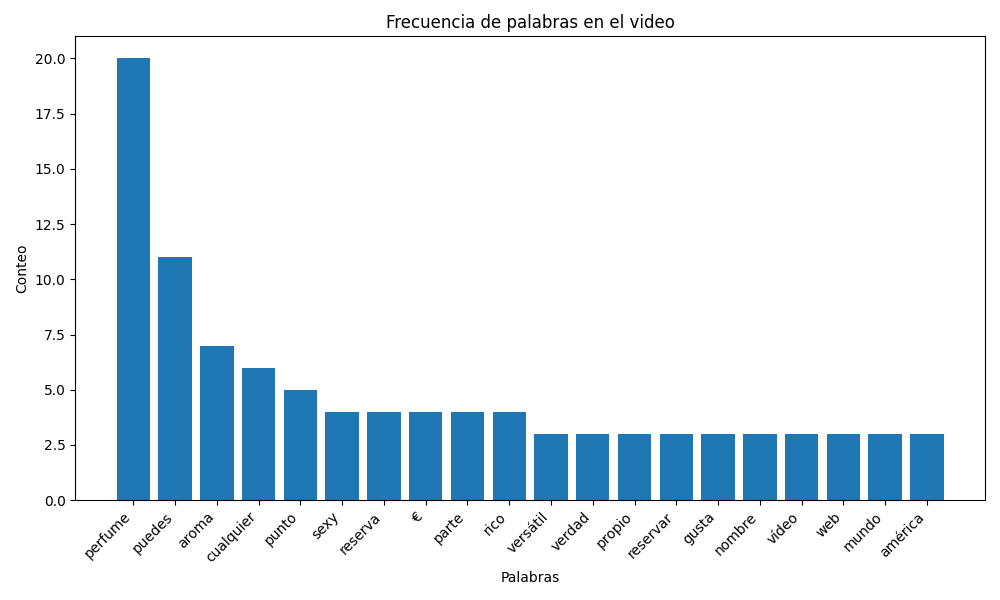 Frecuencia de palabras en el video
Conteo
20.0
17.5
15.0
12.5
10.0
7.5
5.0
2.5
0.0
perfume
puedes
aroma
cualquier
punto
sexy
reserva
€
parte
rico
versátil
verdad
propio
reservar
gusta
nombre
vídeo
web
mundo
américa
Palabras